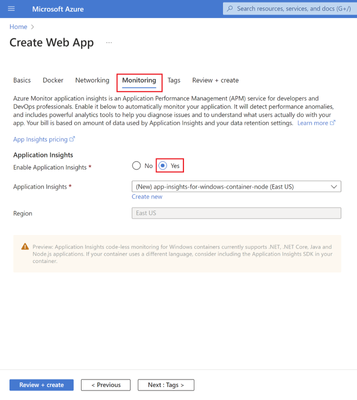 Microsoft Azure
Search resources, services, and docs (G+/)
Home >
Create Web App ...
Basics Docker Networking Monitoring Tags Review + create
Azure Monitor application insights is an Application Performance Management (APM) service for developers and
DevOps professionals. Enable it below to automatically monitor your application. It will detect performance anomalies,
and includes powerful analytics tools to help you diagnose issues and to understand what users actually do with your
app. Your bill is based on amount of data used by Application Insights and your data retention settings. Learn more
App Insights pricing
Application Insights
Enable Application Insights * No Yes
Application Insights * (New) app-insights-for-windows-container-node (East US)
Create new
Region East US
Preview: Application Insights code-less monitoring for Windows containers currently supports .NET, .NET Core, Java and
Node.js applications. If your container uses a different language, consider including the Application Insights SDK in your
container.
Review + create < Previous Next : Tags >